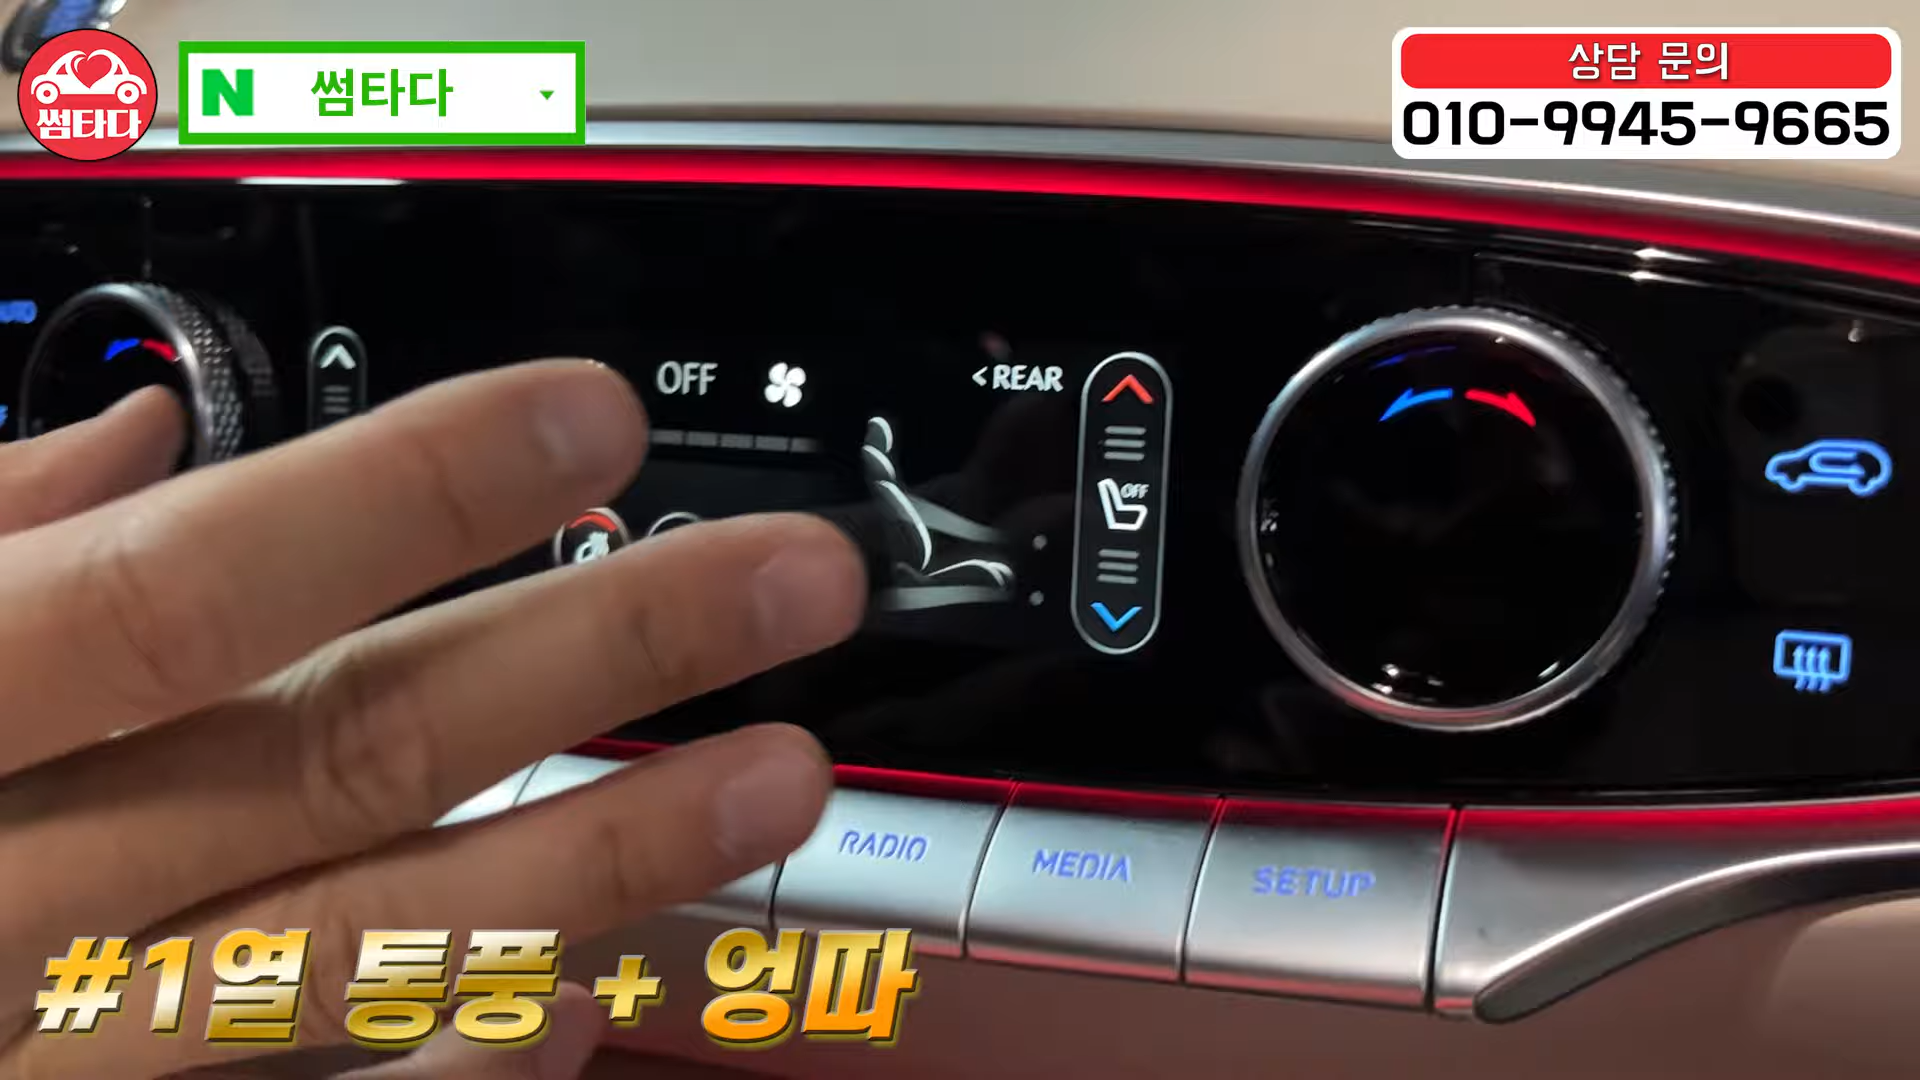 썸타다
N 썸타다
상담 문의
010-9945-9665
OFF
< REAR
OFF
RADIO
MEDIA
SETUP
#1열 통풍 + 엉따